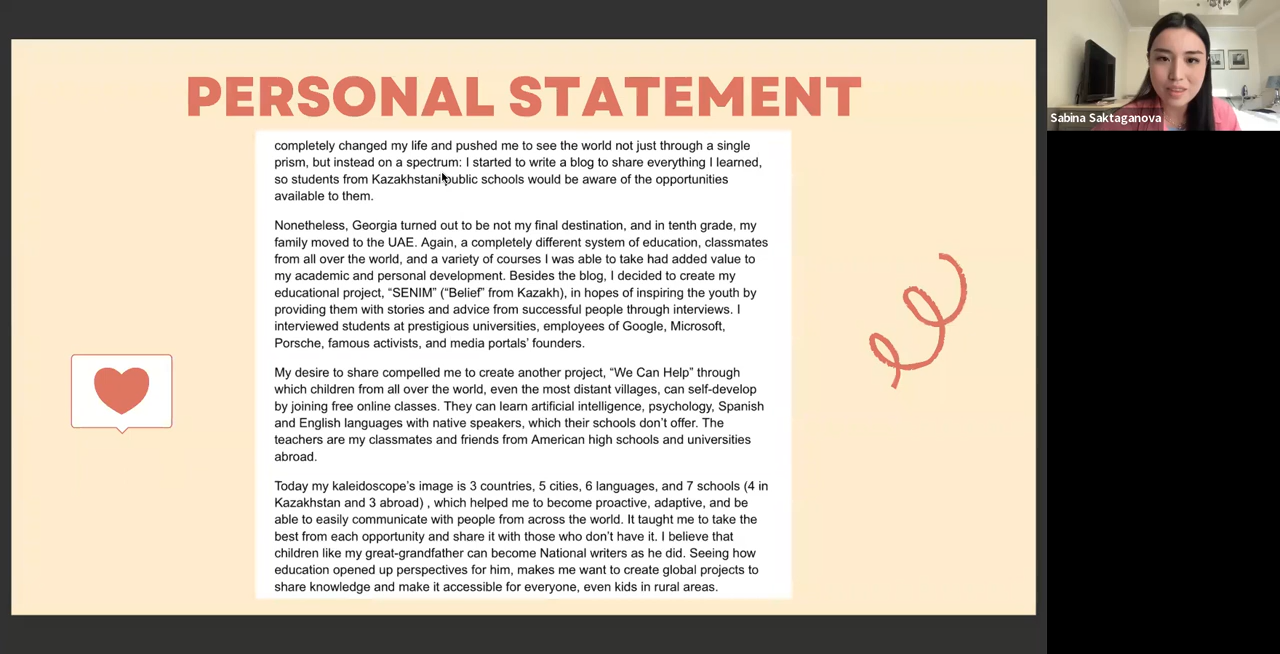 PERSONAL STATEMENT
completely changed my life and pushed me to see the world not just through a single
prism, but instead on a spectrum: I started to write a blog to share everything I learned,
so students from Kazakhstani public schools would be aware of the opportunities
available to them.
Nonetheless, Georgia turned out to be not my final destination, and in tenth grade, my
family moved to the UAE. Again, a completely different system of education, classmates
from all over the world, and a variety of courses I was able to take had added value to
my academic and personal development. Besides the blog, I decided to create my
educational project, “SENIM” (“Belief” from Kazakh), in hopes of inspiring the youth by
providing them with stories and advice from successful people through interviews. I
interviewed students at prestigious universities, employees of Google, Microsoft,
Porsche, famous activists, and media portals’ founders.
My desire to share compelled me to create another project, “We Can Help” through
which children from all over the world, even the most distant villages, can self-develop
by joining free online classes. They can learn artificial intelligence, psychology, Spanish
and English languages with native speakers, which their schools don’t offer. The
teachers are my classmates and friends from American high schools and universities
abroad.
Today my kaleidoscope’s image is 3 countries, 5 cities, 6 languages, and 7 schools (4 in
Kazakhstan and 3 abroad) , which helped me to become proactive, adaptive, and be
able to easily communicate with people from across the world. It taught me to take the
best from each opportunity and share it with those who don’t have it. I believe that
children like my great-grandfather can become National writers as he did. Seeing how
education opened up perspectives for him, makes me want to create global projects to
share knowledge and make it accessible for everyone, even kids in rural areas.
Sabina Saktaganova